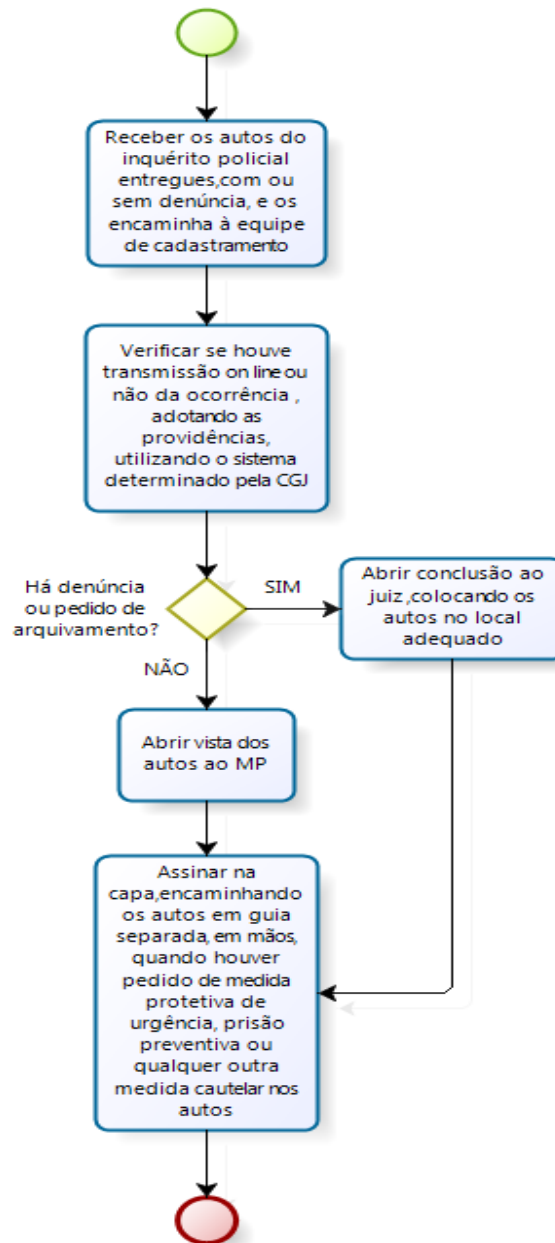 Receber os autos do
inquérito policial
entregues,com ou
sem denúncia, e os
encaminha à equipe
de cadastramento
Verificar se houve
transmissão on line ou
não da ocorrência ,
adotando as
providências,
utilizando o sistema
determinado pela CGJ
Há denúncia
ou pedido de
arquivamento?
SIM
Abrir conclusão ao
juiz ,colocando os
autos no local
adequado
NÃO
Abrir vista dos
autos ao MP
Assinar na
capa,encaminhando
os autos em guia
separada, em mãos,
quando houver
pedido de medida
protetiva de
urgência, prisão
preventiva ou
qualquer outra
medida cautelar nos
autos